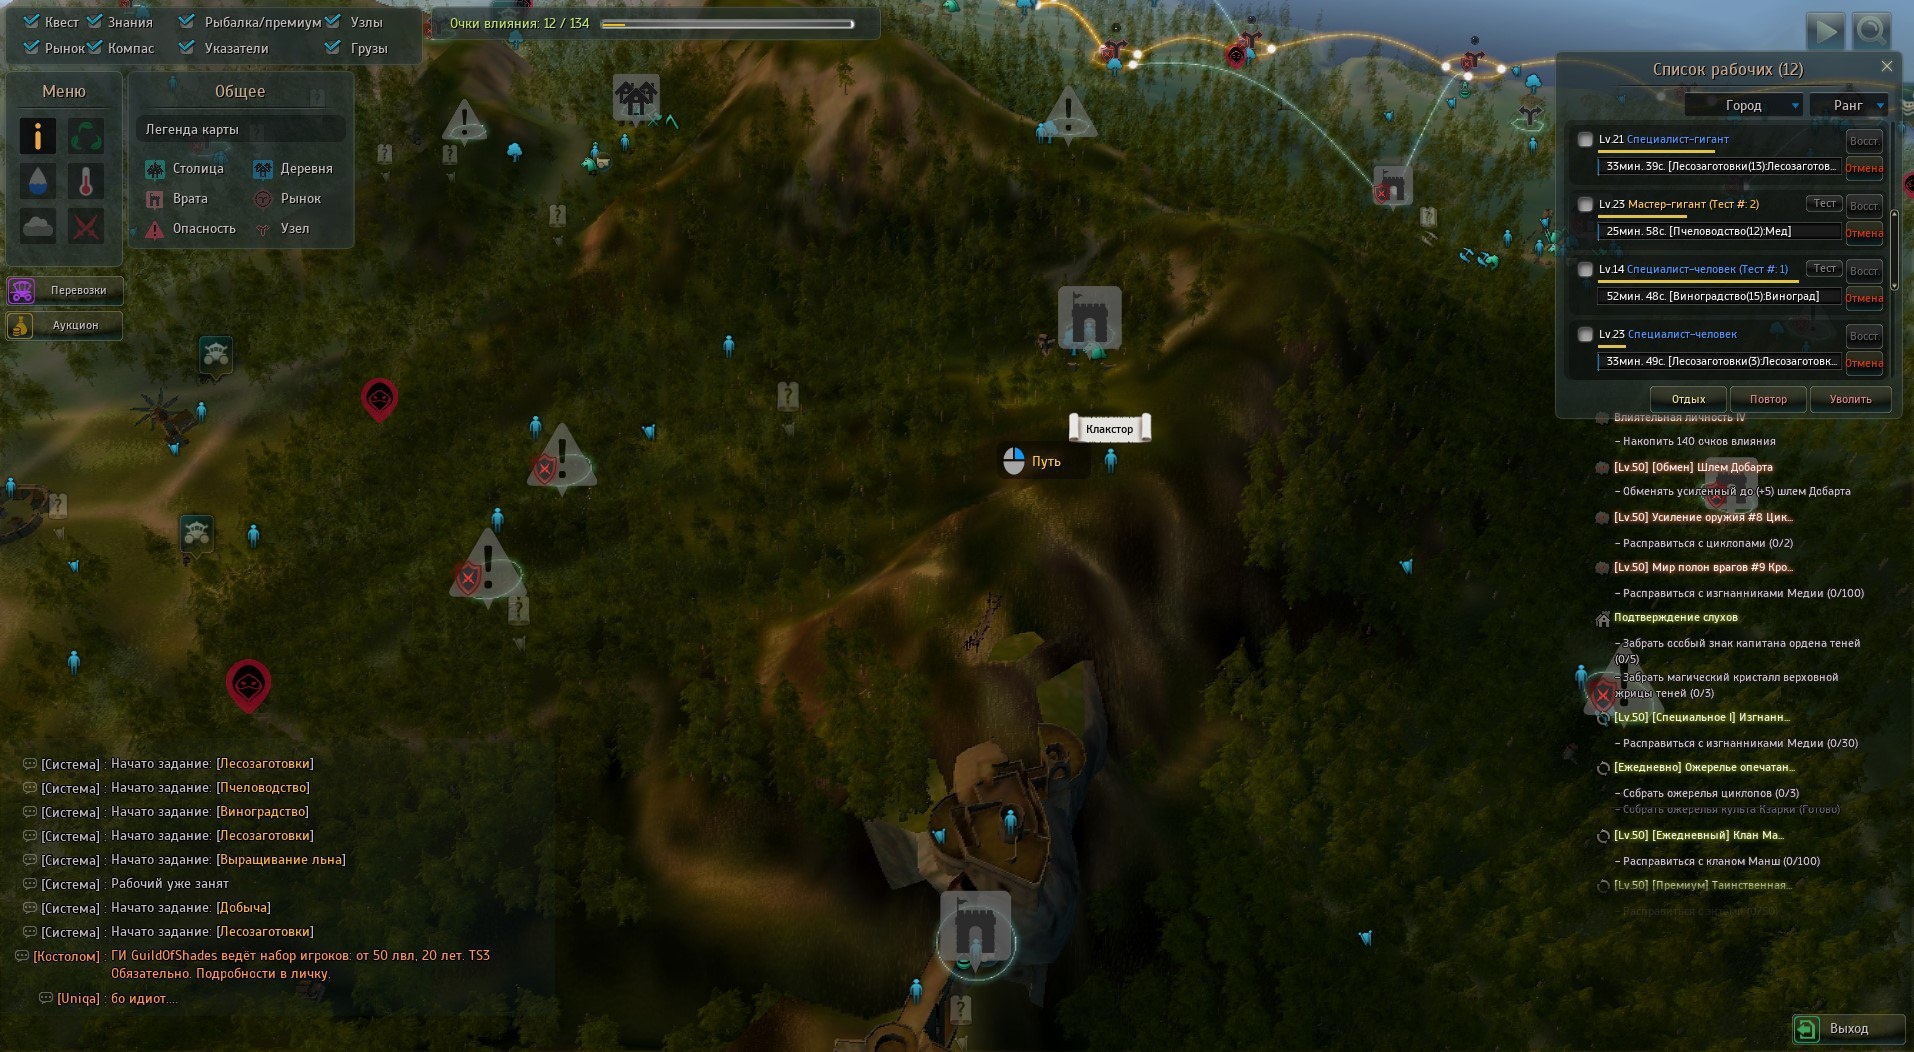 Квест Знания Рыбалка/премиум Узлы
Рынок Компас Указатели Грузы
Очки влияния: 12 / 134
Меню
Общее
Легенда карты
Столица Деревня
Врата Рынок
Опасность Узел
Перевозки
Аукцион
Список рабочих (12)
Город Ранг
Lv.21 Специалист-гигант Восст.
33мин. 39с. [Лесозаготовки(13):Лесозаготов... Отмена
Lv.23 Мастер-гигант (Тест #: 2) Тест Восст.
25мин. 58с. [Пчеловодство(12):Мед] Отмена
Lv.14 Специалист-человек (Тест #: 1) Тест Восст.
52мин. 48с. [Виноградство(15):Виноград] Отмена
Lv.23 Специалист-человек Восст.
33мин. 49с. [Лесозаготовки(3):Лесозаготовк... Отмена
Отдых Повтор Уволить
Влиятельная личность IV
- Накопить 140 очков влияния
[Lv.50] [Обмен] Шлем Добарта
- Обменять усиленный до (+5) шлем Добарта
[Lv.50] Усиление оружия #8 Цик...
- Расправиться с циклопами (0/2)
[Lv.50] Мир полон врагов #9 Кро...
- Расправиться с изгнанниками Медии (0/100)
Подтверждение слухов
- Забрать особый знак капитана ордена теней
(0/5)
- Забрать магический кристалл верховной
жрицы теней (0/3)
[Lv.50] [Специальное I] Изгнанн...
- Расправиться с изгнанниками Медии (0/30)
[Ежедневно] Ожерелье опечатан...
- Собрать ожерелья циклопов (0/3)
- Собрать ожерелья культа Кзарки (Готово)
[Lv.50] [Ежедневный] Клан Ма...
- Расправиться с кланом Манш (0/100)
[Lv.50] [Премиум] Таинственная...
- Расправиться с энтами (0/50)
Клакстор
Путь
[Система] : Начато задание: [Лесозаготовки]
[Система] : Начато задание: [Пчеловодство]
[Система] : Начато задание: [Виноградство]
[Система] : Начато задание: [Лесозаготовки]
[Система] : Начато задание: [Выращивание льна]
[Система] : Рабочий уже занят
[Система] : Начато задание: [Добыча]
[Система] : Начато задание: [Лесозаготовки]
[Костолом] : ГИ GuildOfShades ведёт набор игроков: от 50 лвл, 20 лет. TS3
Обязательно. Подробности в личку.
[Uniqa] : бо идиот....
Выход